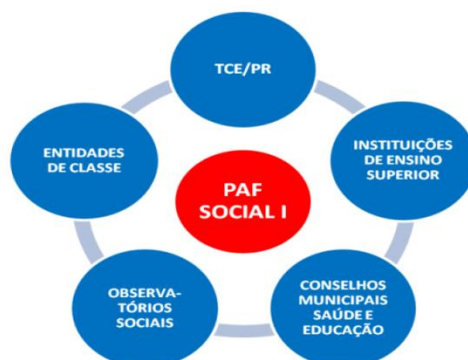 TCE/PR
INSTITUIÇÕES
DE ENSINO
SUPERIOR
CONSELHOS
MUNICIPAIS
SAÚDE E
EDUCAÇÃO
OBSERVA-
TÓRIOS
SOCIAIS
ENTIDADES
DE CLASSE
PAF
SOCIAL I